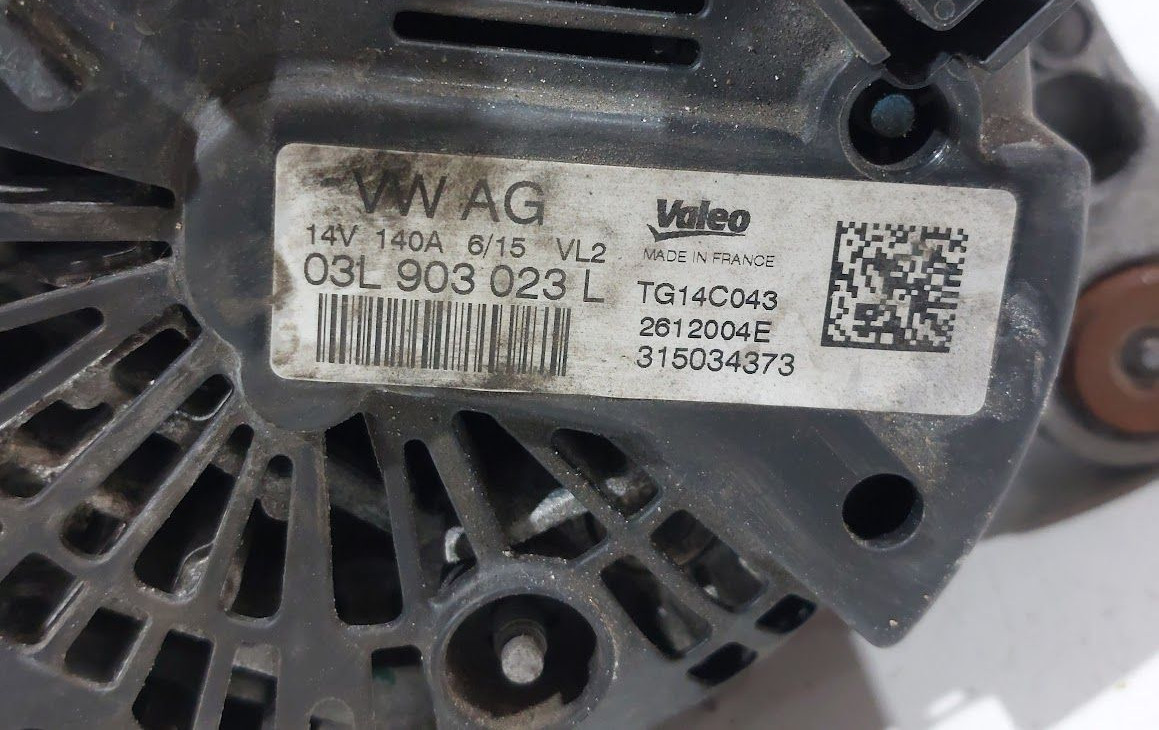 VW AG
14V 140A 6/15 VL2
03L 903 023 L
Valeo
MADE IN FRANCE
TG14C043
2612004E
315034373